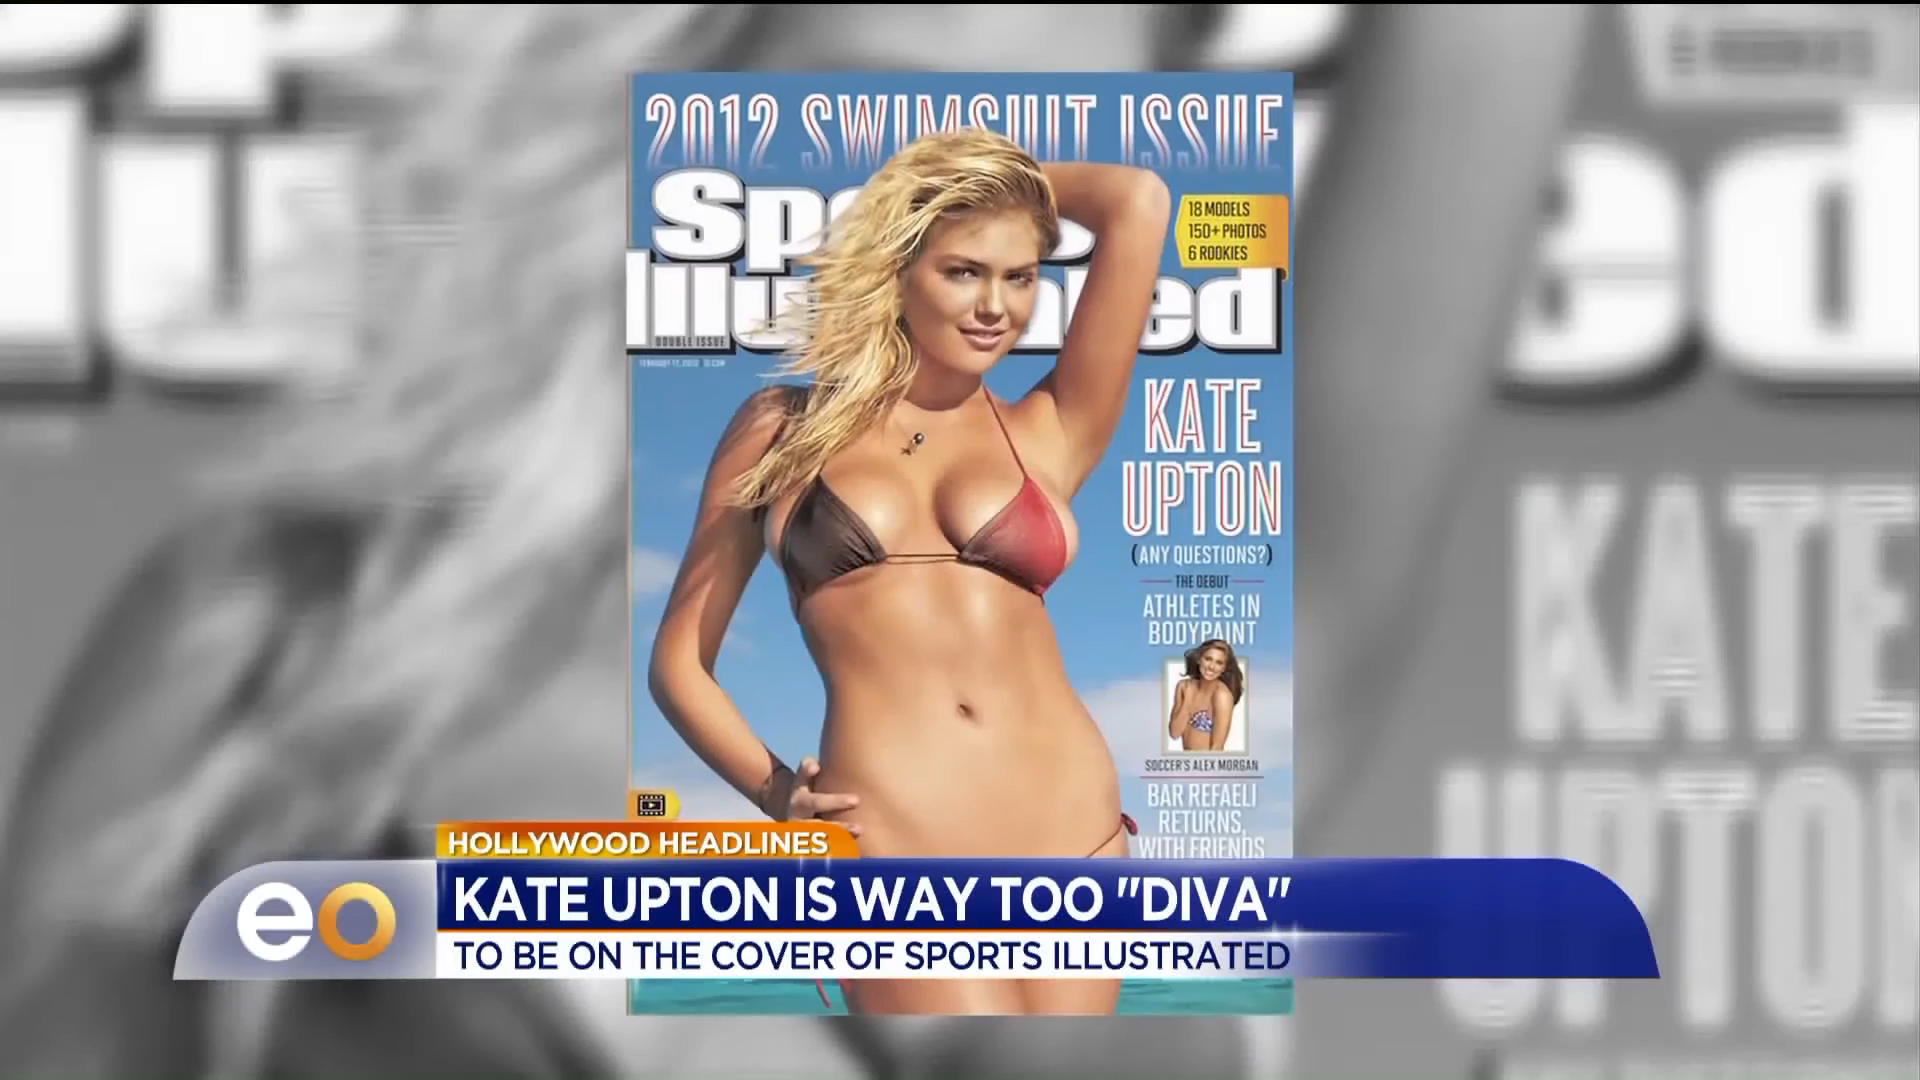 2012 SWIMSUIT ISSUE
Sports
Illustrated
DOUBLE ISSUE
18 MODELS
150+ PHOTOS
6 ROOKIES
KATE
UPTON
(ANY QUESTIONS?)
THE DEBUT
ATHLETES IN
BODYPAINT
SOCCER'S ALEX MORGAN
BAR REFAELI
RETURNS,
WITH FRIENDS
HOLLYWOOD HEADLINES
eo
KATE UPTON IS WAY TOO "DIVA"
TO BE ON THE COVER OF SPORTS ILLUSTRATED
KATE
UPTON